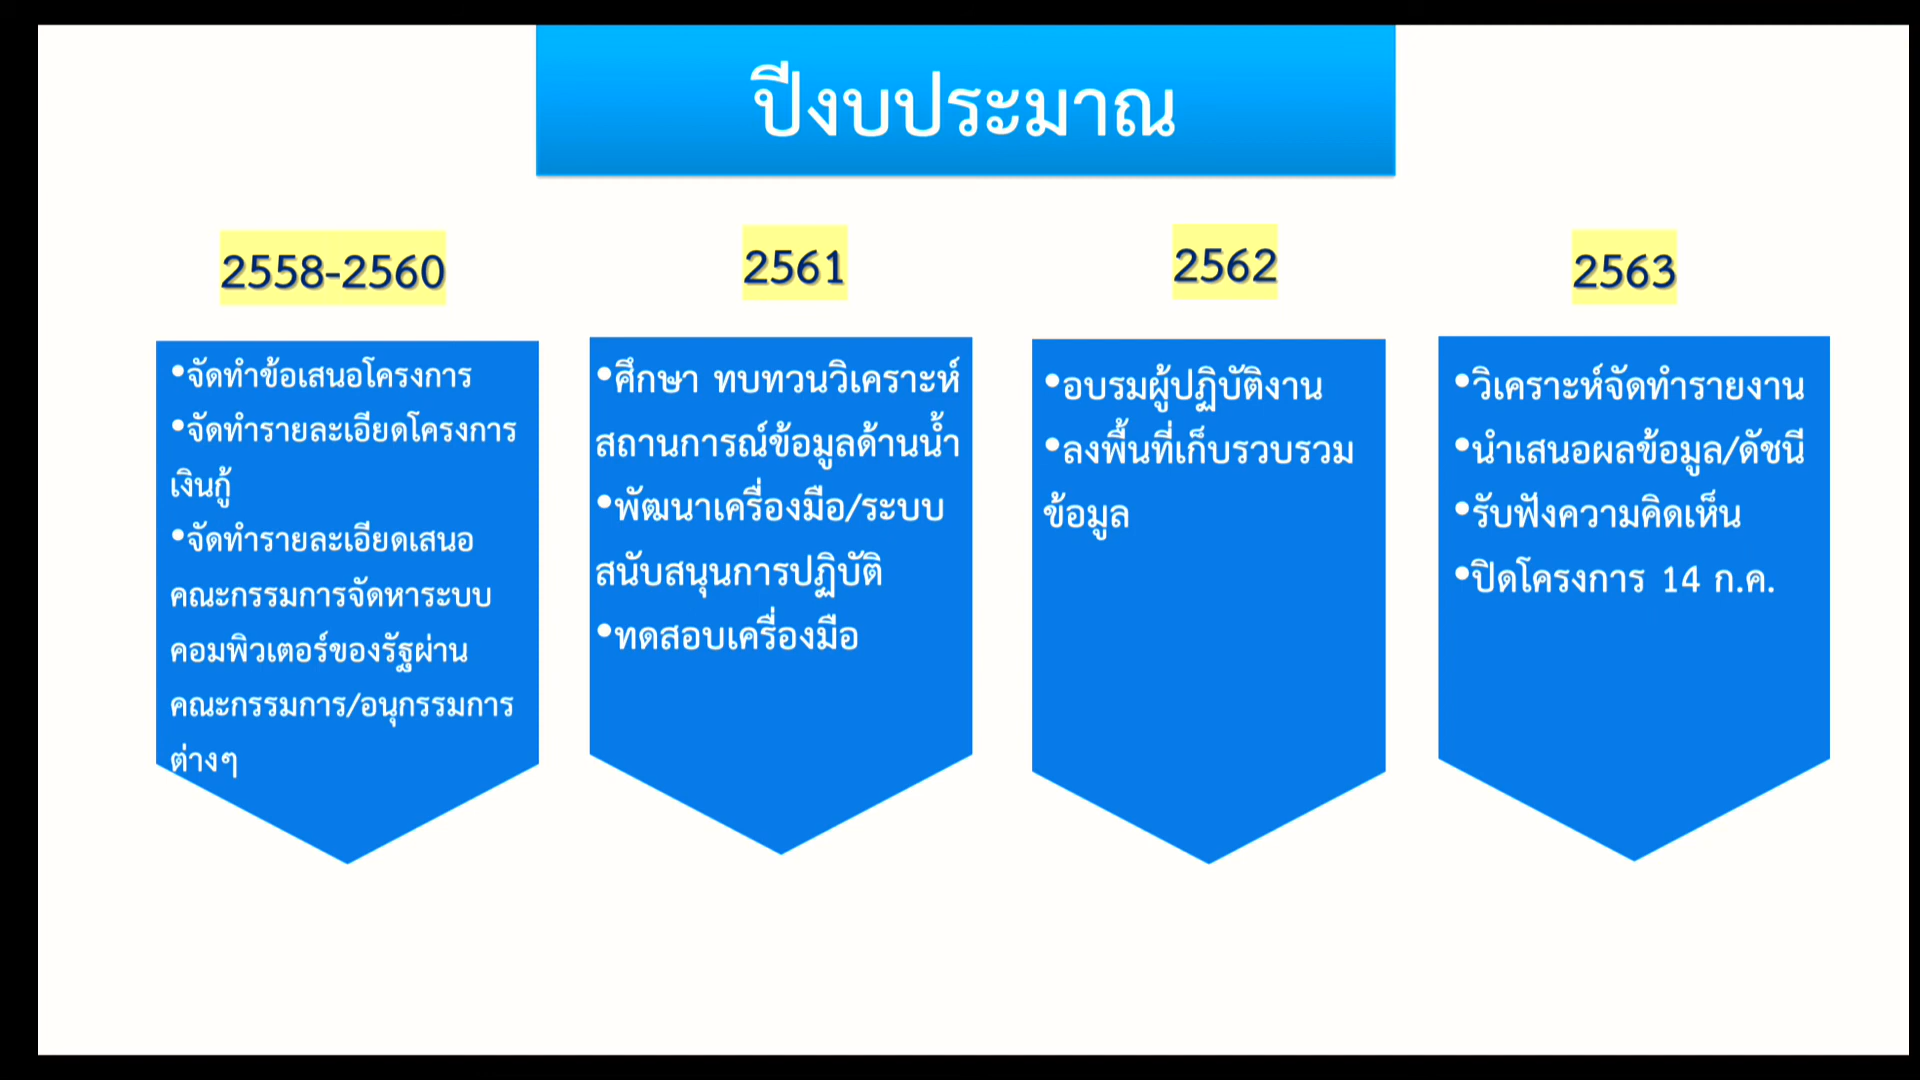 ปีงบประมาณ
2558-2560
•จัดทำข้อเสนอโครงการ
•จัดทำรายละเอียดโครงการ
เงินกู้
•จัดทำรายละเอียดเสนอ
คณะกรรมการจัดหาระบบ
คอมพิวเตอร์ของรัฐผ่าน
คณะกรรมการ/อนุกรรมการ
ต่างๆ
2561
•ศึกษา ทบทวนวิเคราะห์
สถานการณ์ข้อมูลด้านน้ำ
•พัฒนาเครื่องมือ/ระบบ
สนับสนุนการปฏิบัติ
•ทดสอบเครื่องมือ
2562
•อบรมผู้ปฏิบัติงาน
•ลงพื้นที่เก็บรวบรวม
ข้อมูล
2563
•วิเคราะห์จัดทำรายงาน
•นำเสนอผลข้อมูล/ดัชนี
•รับฟังความคิดเห็น
•ปิดโครงการ 14 ก.ค.